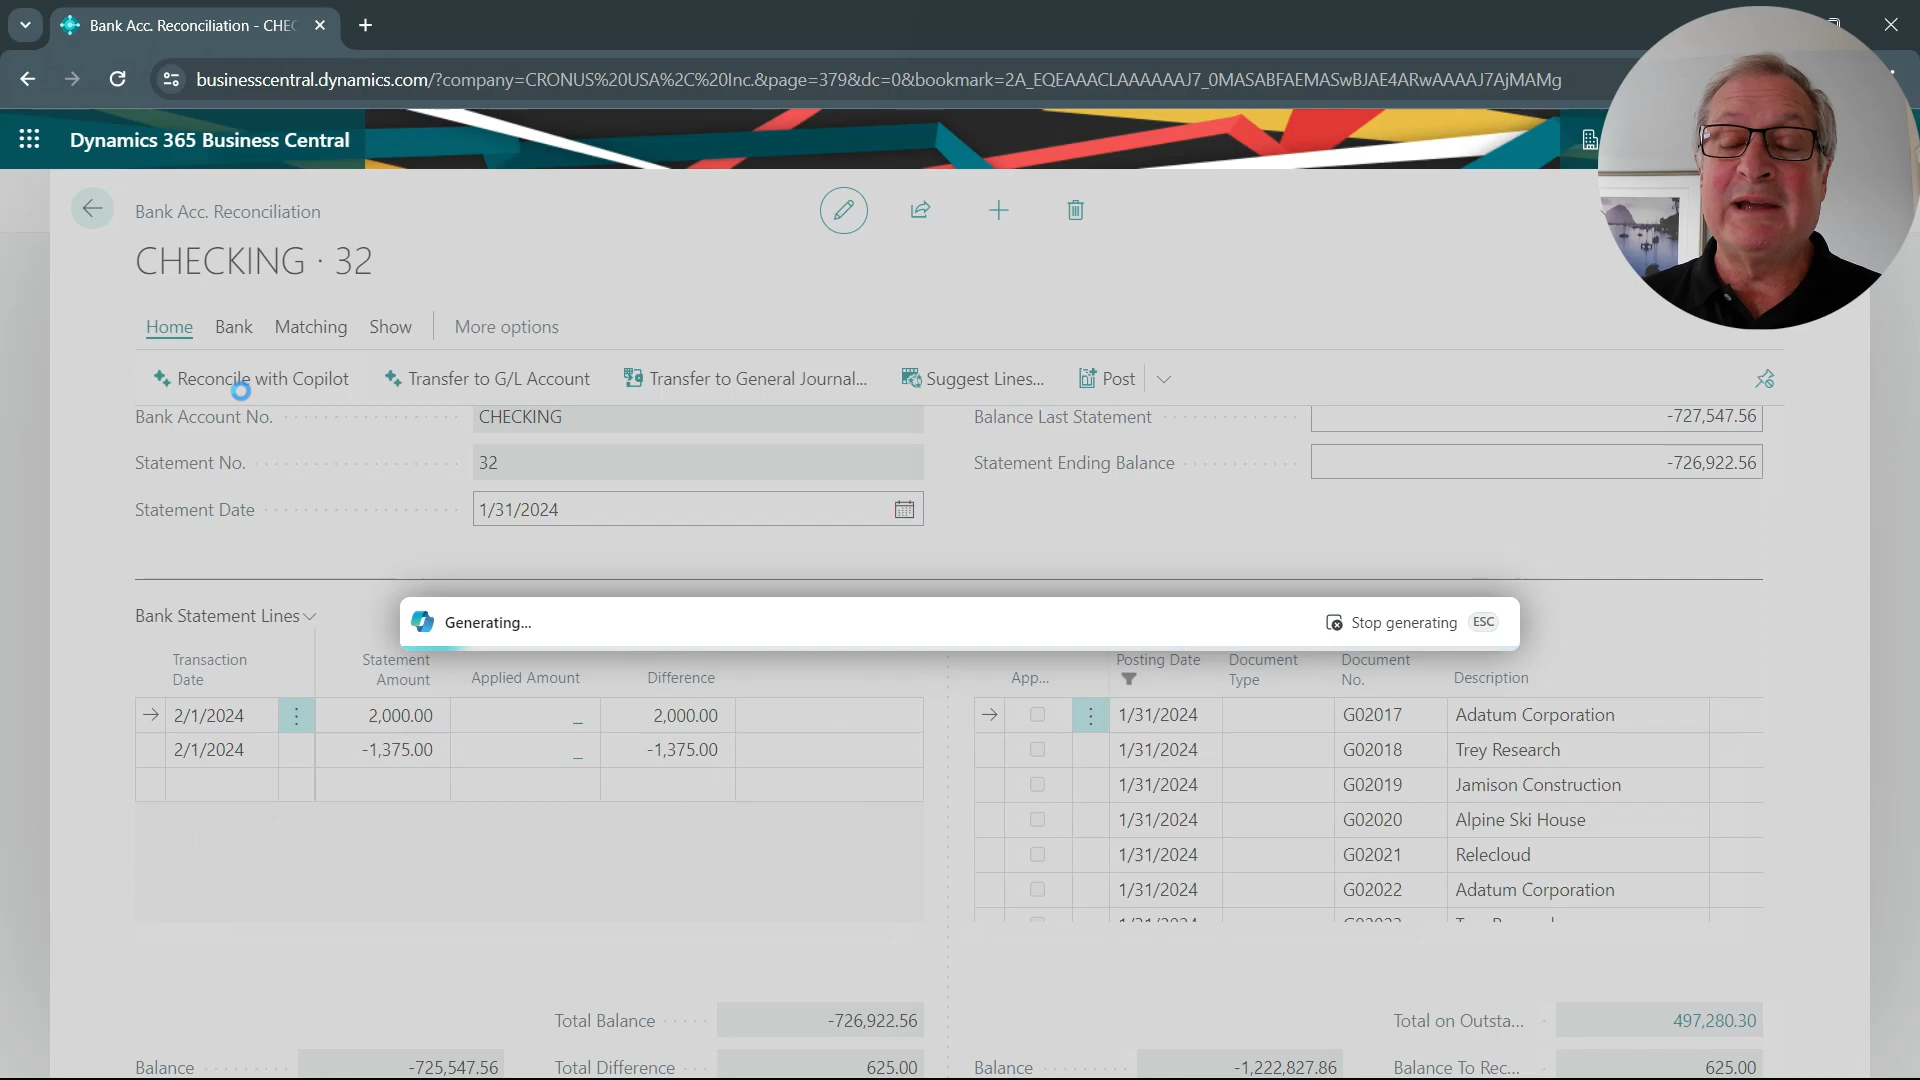 Bank Acc. Reconciliation - CHEC
businesscentral.dynamics.com/?company=CRONUS%20USA%2C%20Inc.&page=379&dc=0&bookmark=2A_EQEAAACLAAAAAAJ7_0MASABFAEMASwBJAE4ARwAAAAJ7AjMAMg
Dynamics 365 Business Central
Bank Acc. Reconciliation
CHECKING · 32
Home Bank Matching Show More options
Reconcile with Copilot Transfer to G/L Account Transfer to General Journal... Suggest Lines... Post
Bank Account No. CHECKING Balance Last Statement -727,547.56
Statement No. 32 Statement Ending Balance -726,922.56
Statement Date 1/31/2024
Bank Statement Lines
Generating... Stop generating ESC
Transaction Date Statement Amount Applied Amount Difference App... Posting Date Document Type Document No. Description
2/1/2024 2,000.00 _ 2,000.00 1/31/2024 G02017 Adatum Corporation
2/1/2024 -1,375.00 _ -1,375.00 1/31/2024 G02018 Trey Research
1/31/2024 G02019 Jamison Construction
1/31/2024 G02020 Alpine Ski House
1/31/2024 G02021 Relecloud
1/31/2024 G02022 Adatum Corporation
Total Balance -726,922.56 Total on Outsta... 497,280.30
Balance -725,547.56 Total Difference 625.00 Balance -1,222,827.86 Balance To Rec... 625.00